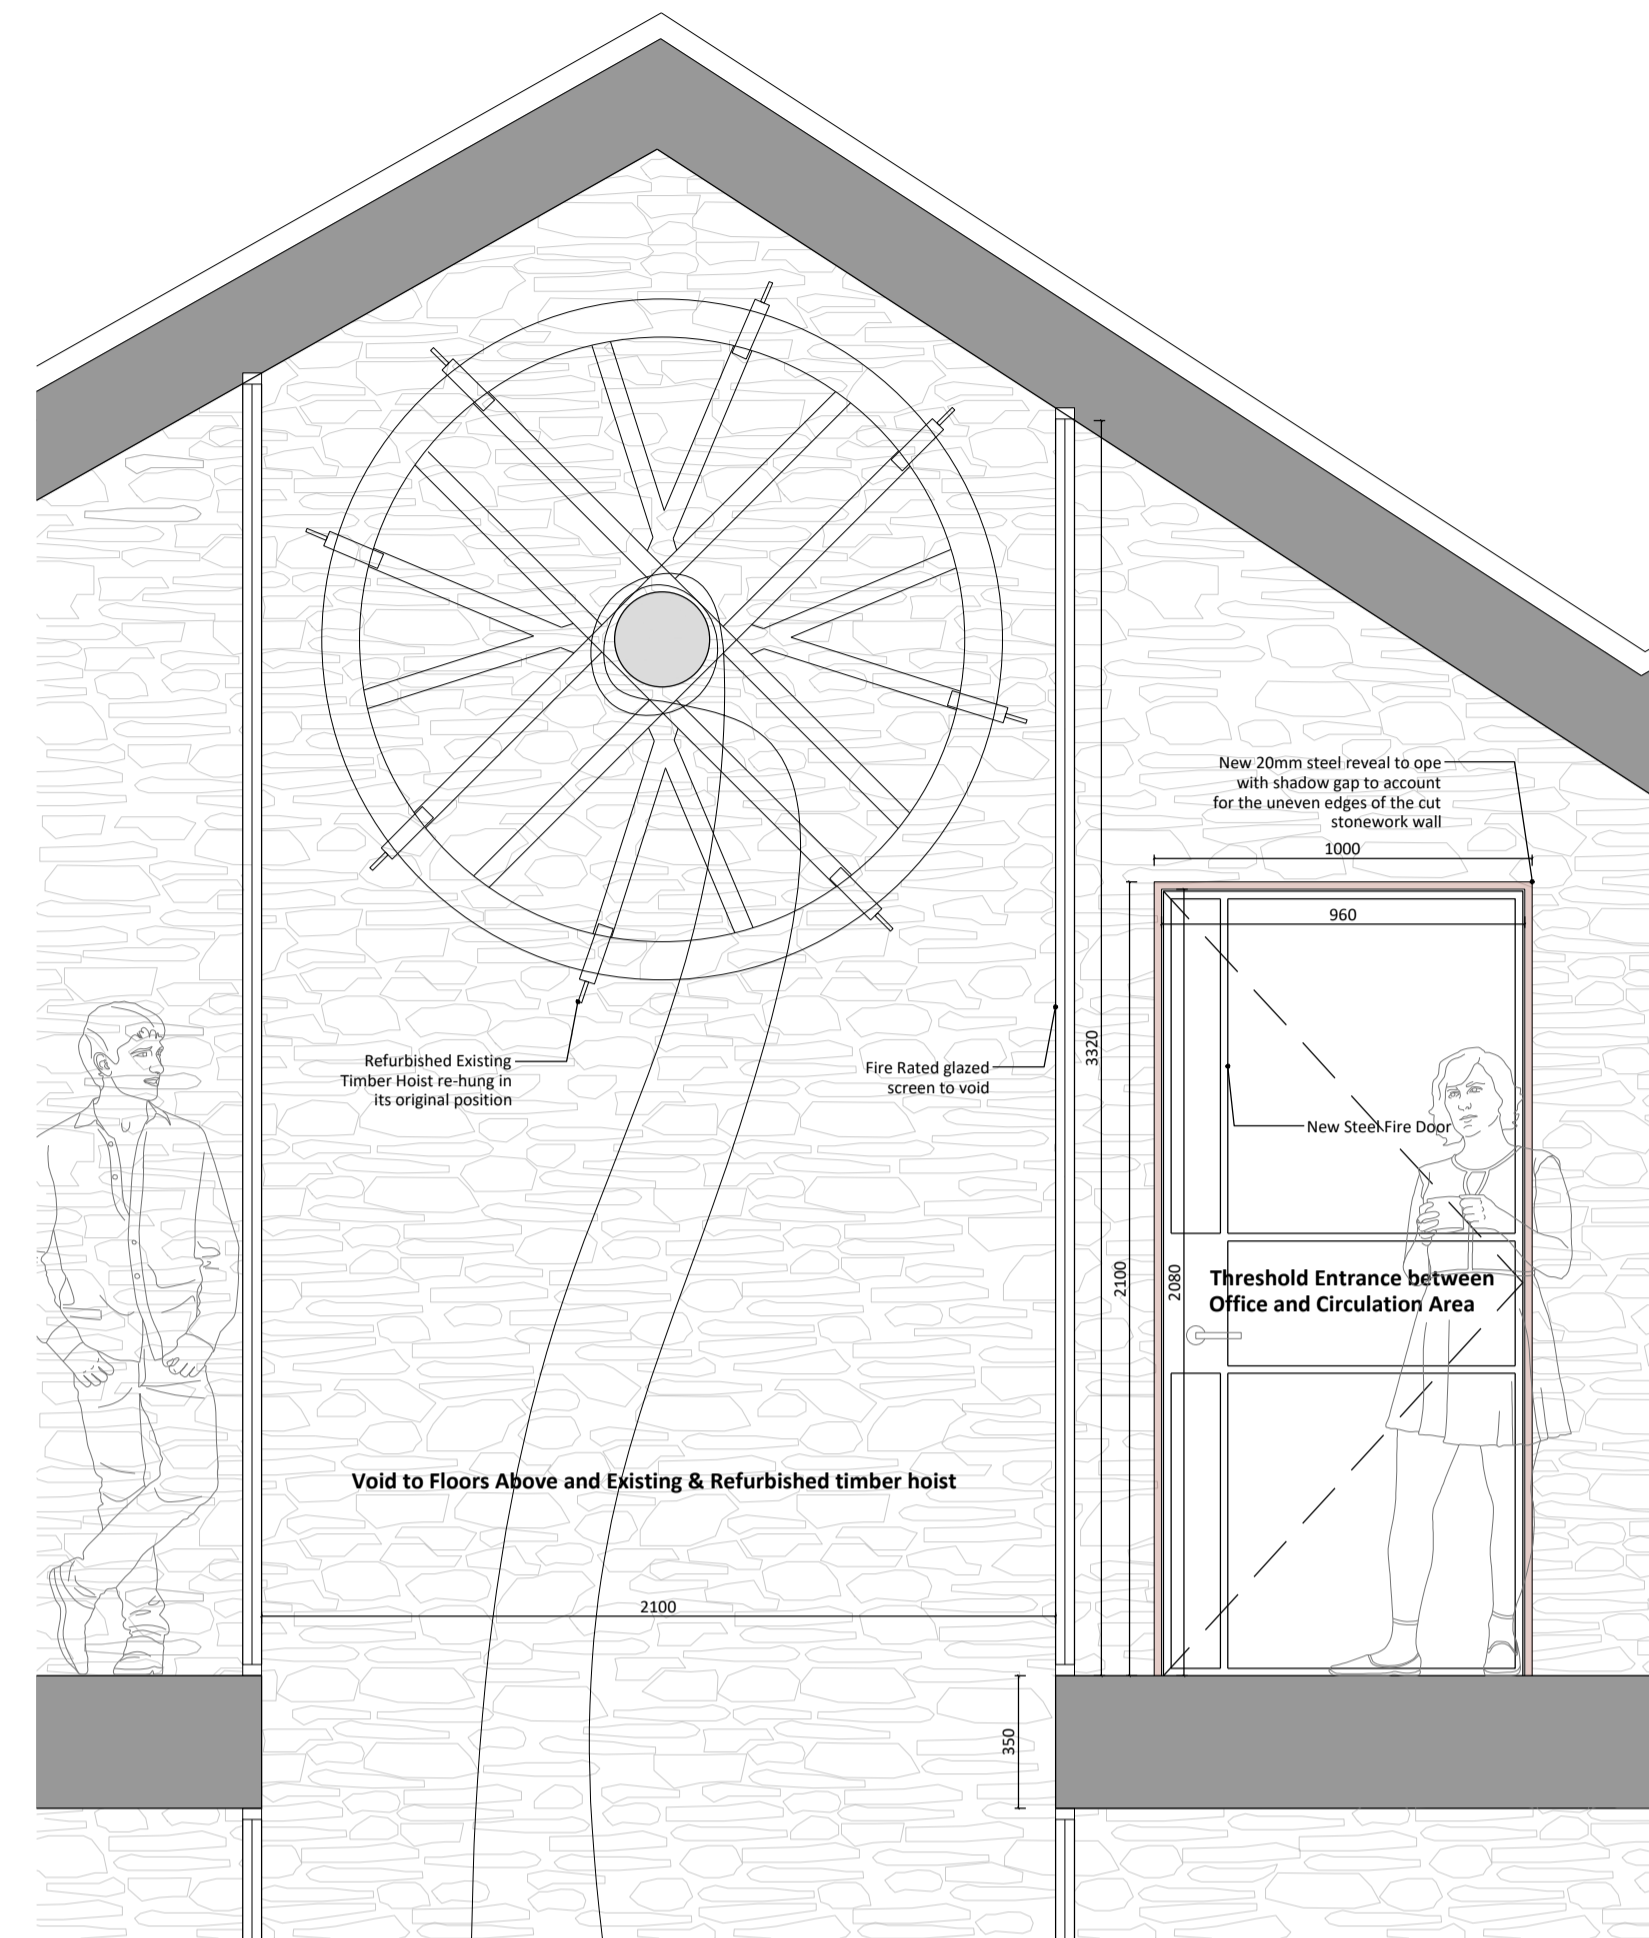 New 20mm steel reveal to ope
with shadow gap to account
for the uneven edges of the cut
stonework wall
1000
960
Refurbished Existing
Timber Hoist re-hung in
its original position
Fire Rated glazed
screen to void
3320
New Steel Fire Door
2100
2080
Threshold Entrance between
Office and Circulation Area
Void to Floors Above and Existing & Refurbished timber hoist
2100
350